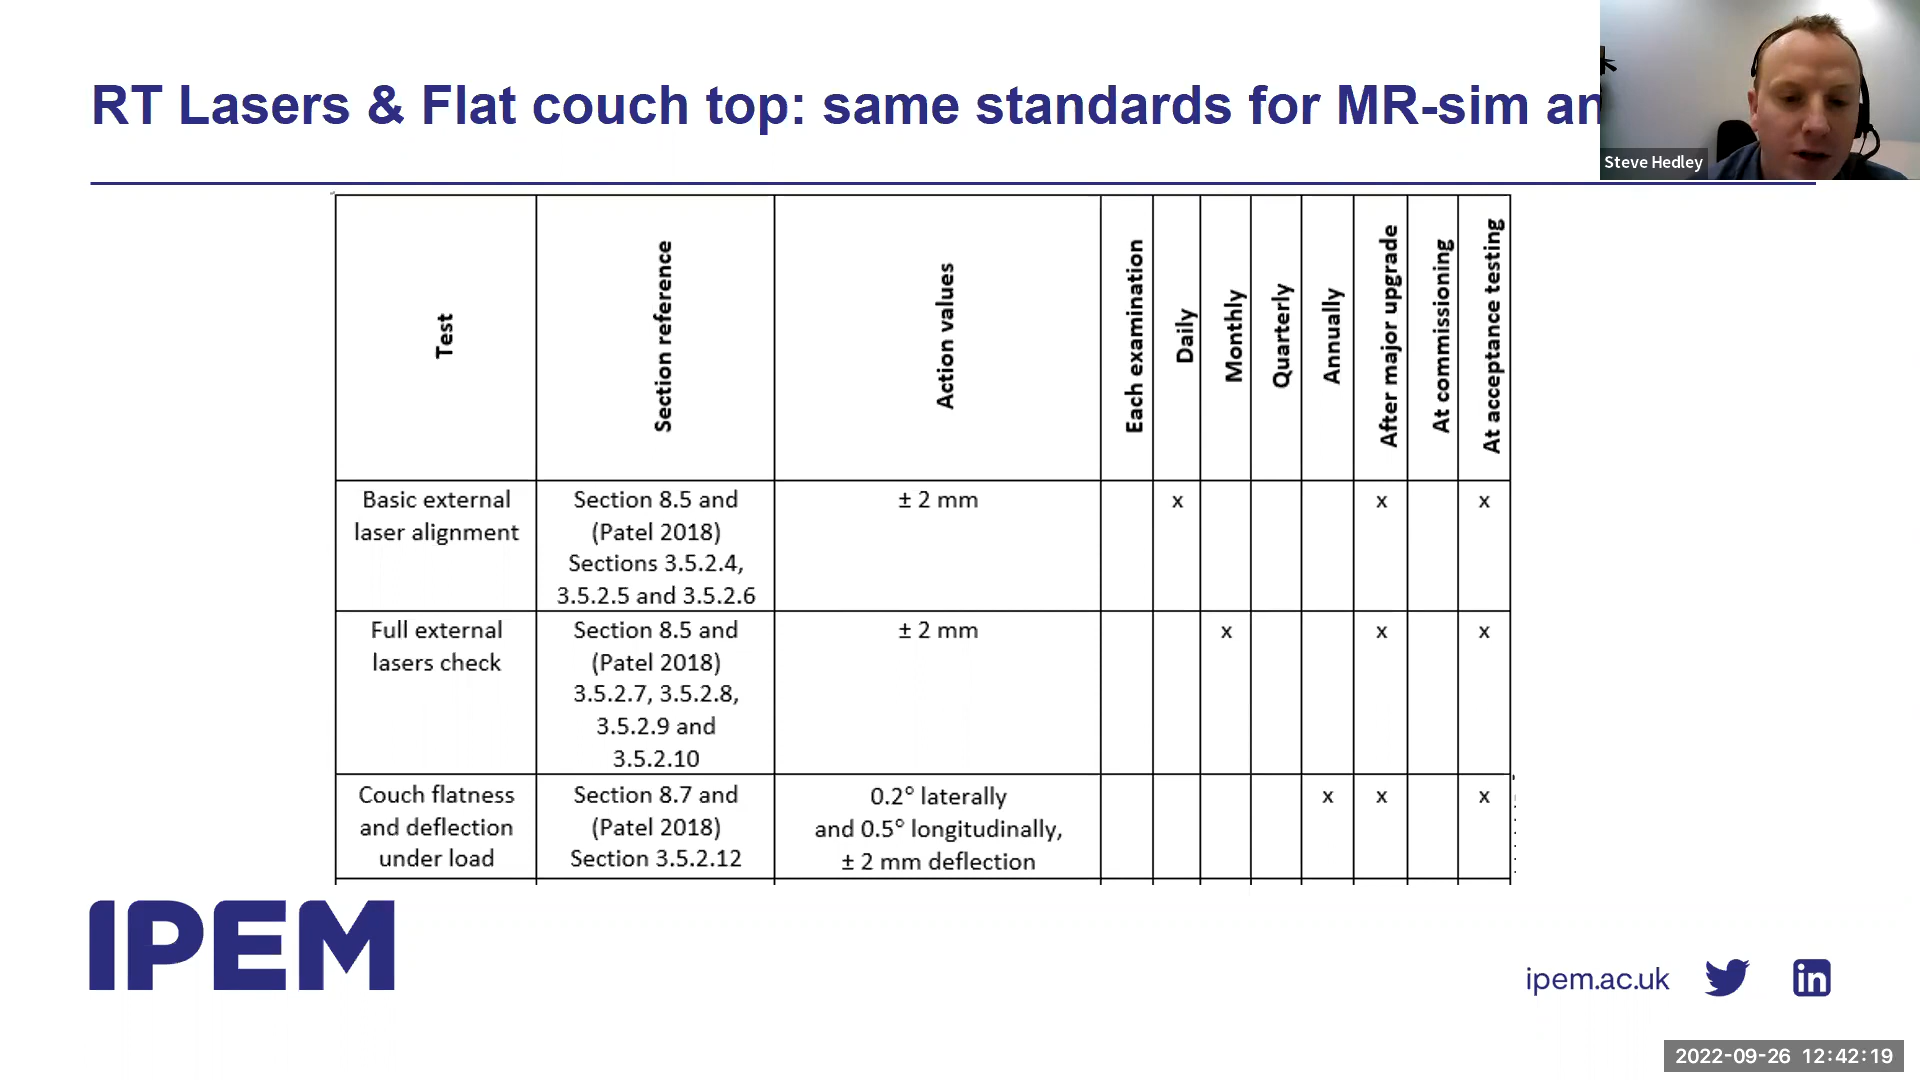 RT Lasers & Flat couch top: same standards for MR-sim
Steve Hedley
Test
Section reference
Action values
Each examination
Daily
Monthly
Quarterly
Annually
After major upgrade
At commissioning
At acceptance testing
Basic external
laser alignment
Section 8.5 and
(Patel 2018)
Sections 3.5.2.4,
3.5.2.5 and 3.5.2.6
± 2 mm
x
x
x
Full external
lasers check
Section 8.5 and
(Patel 2018)
3.5.2.7, 3.5.2.8,
3.5.2.9 and
3.5.2.10
± 2 mm
x
x
x
Couch flatness
and deflection
under load
Section 8.7 and
(Patel 2018)
Section 3.5.2.12
0.2° laterally
and 0.5° longitudinally,
± 2 mm deflection
x
x
x
IPEM
ipem.ac.uk
in
2022-09-26 12:42:19